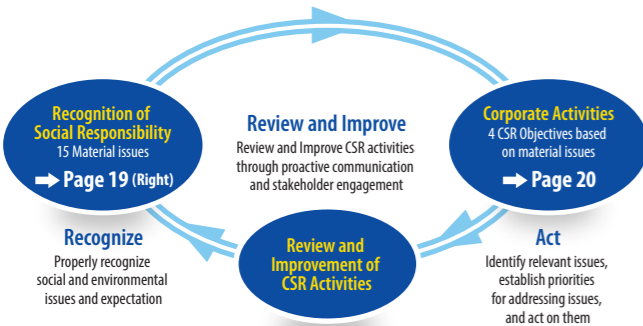 Recognition of
Social Responsibility
15 Material issues
➡ Page 19 (Right)
Recognize
Properly recognize
social and environmental
issues and expectation
Review and Improve
Review and Improve CSR activities
through proactive communication
and stakeholder engagement
Review and
Improvement of
CSR Activities
Corporate Activities
4 CSR Objectives based
on material issues
➡ Page 20
Act
Identify relevant issues,
establish priorities
for addressing issues,
and act on them